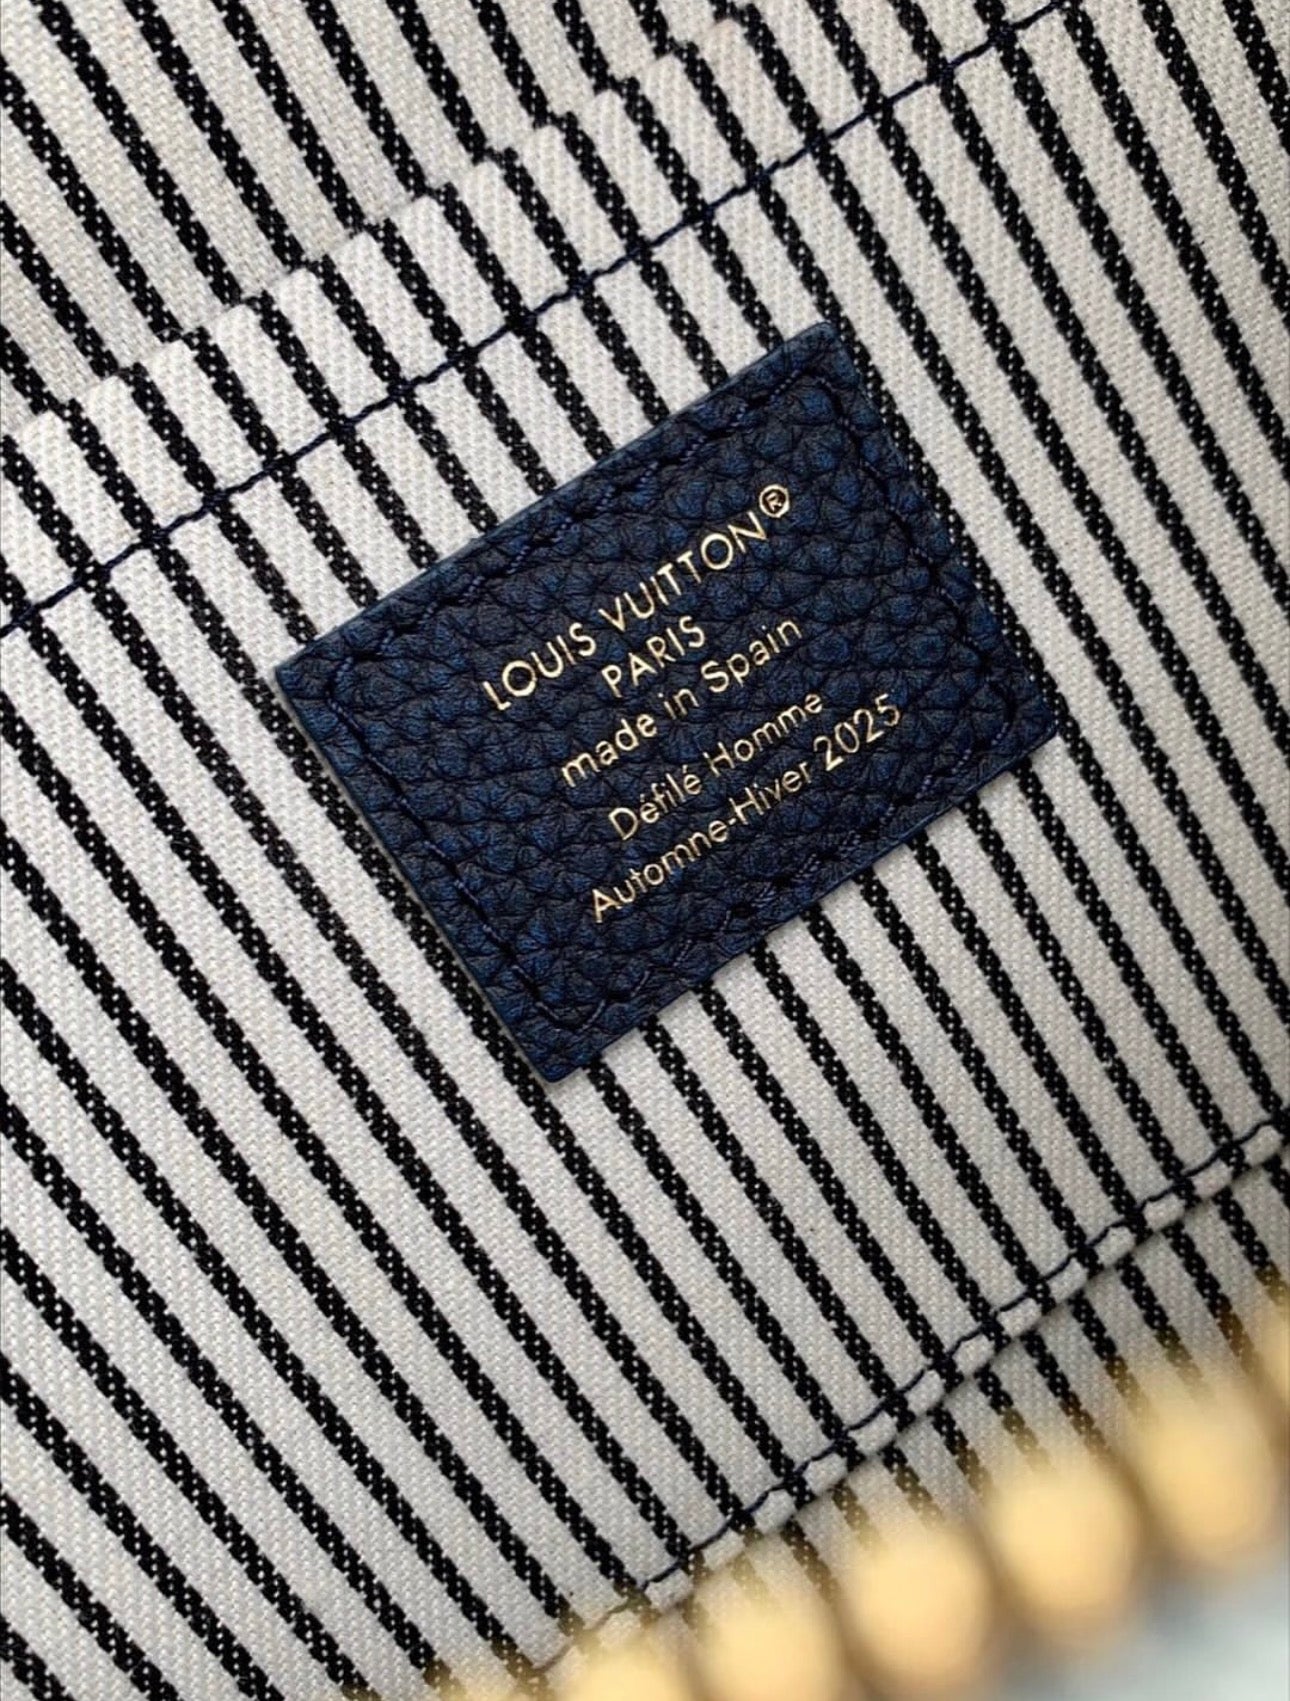 LOUIS VUITTON®
PARIS
made in Spain
Défilé Homme
Automne-Hiver 2025